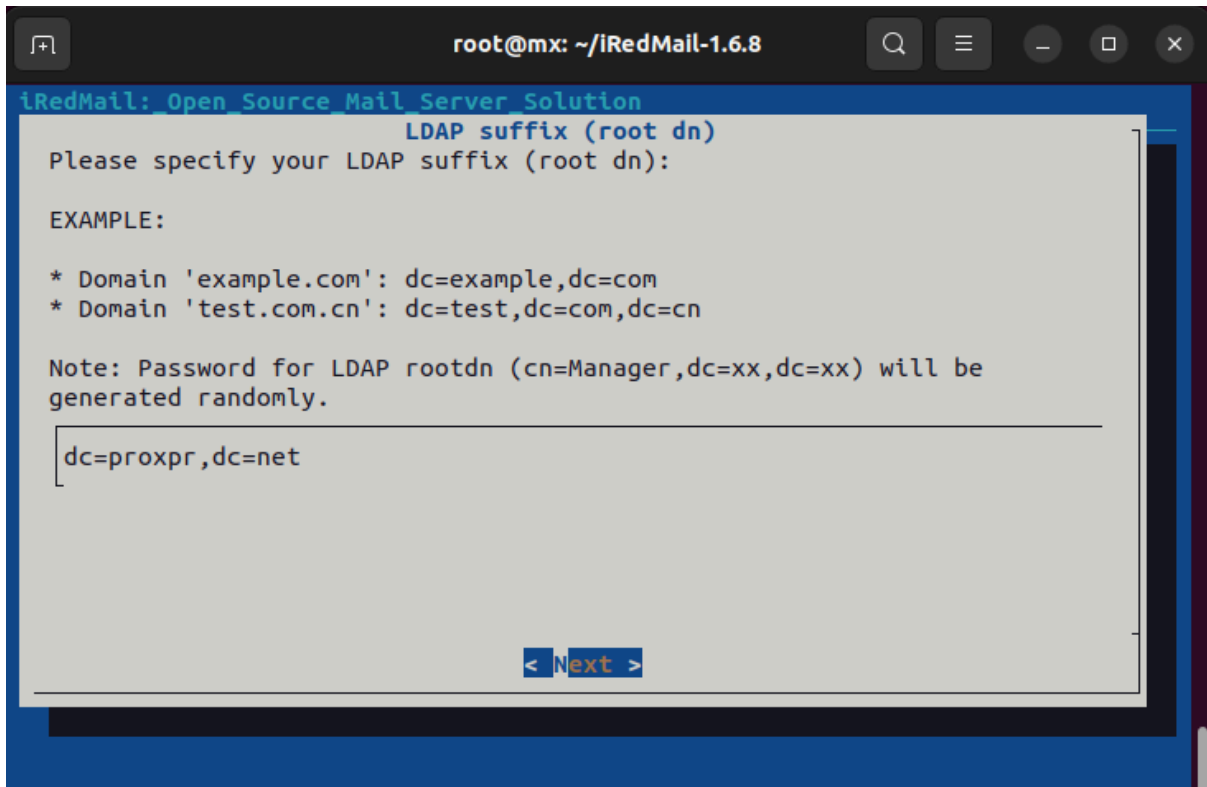 root@mx: ~/iRedMail-1.6.8
iRedMail:_Open_Source_Mail_Server_Solution
LDAP suffix (root dn)
Please specify your LDAP suffix (root dn):
EXAMPLE:
* Domain 'example.com': dc=example,dc=com
* Domain 'test.com.cn': dc=test,dc=com,dc=cn
Note: Password for LDAP rootdn (cn=Manager,dc=xx,dc=xx) will be
generated randomly.
dc=proxpr,dc=net
< Next >